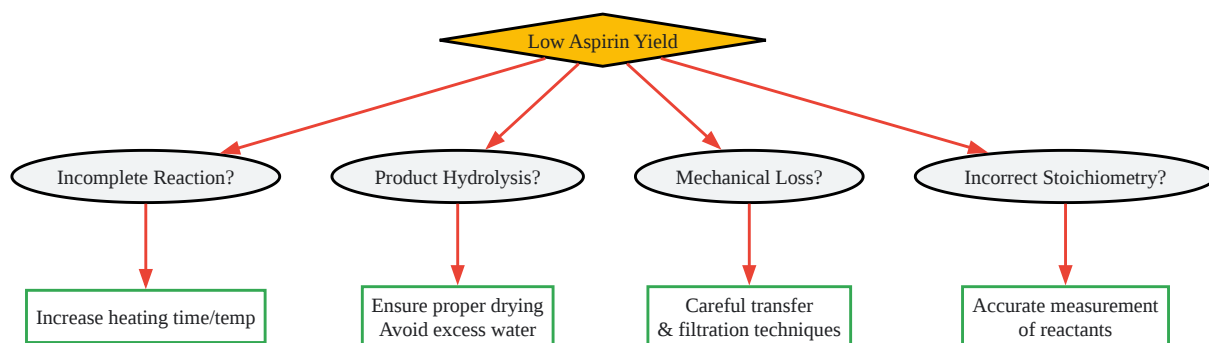 Low Aspirin Yield
Incomplete Reaction?
Product Hydrolysis?
Mechanical Loss?
Incorrect Stoichiometry?
Increase heating time/temp
Ensure proper drying
Avoid excess water
Careful transfer
& filtration techniques
Accurate measurement
of reactants